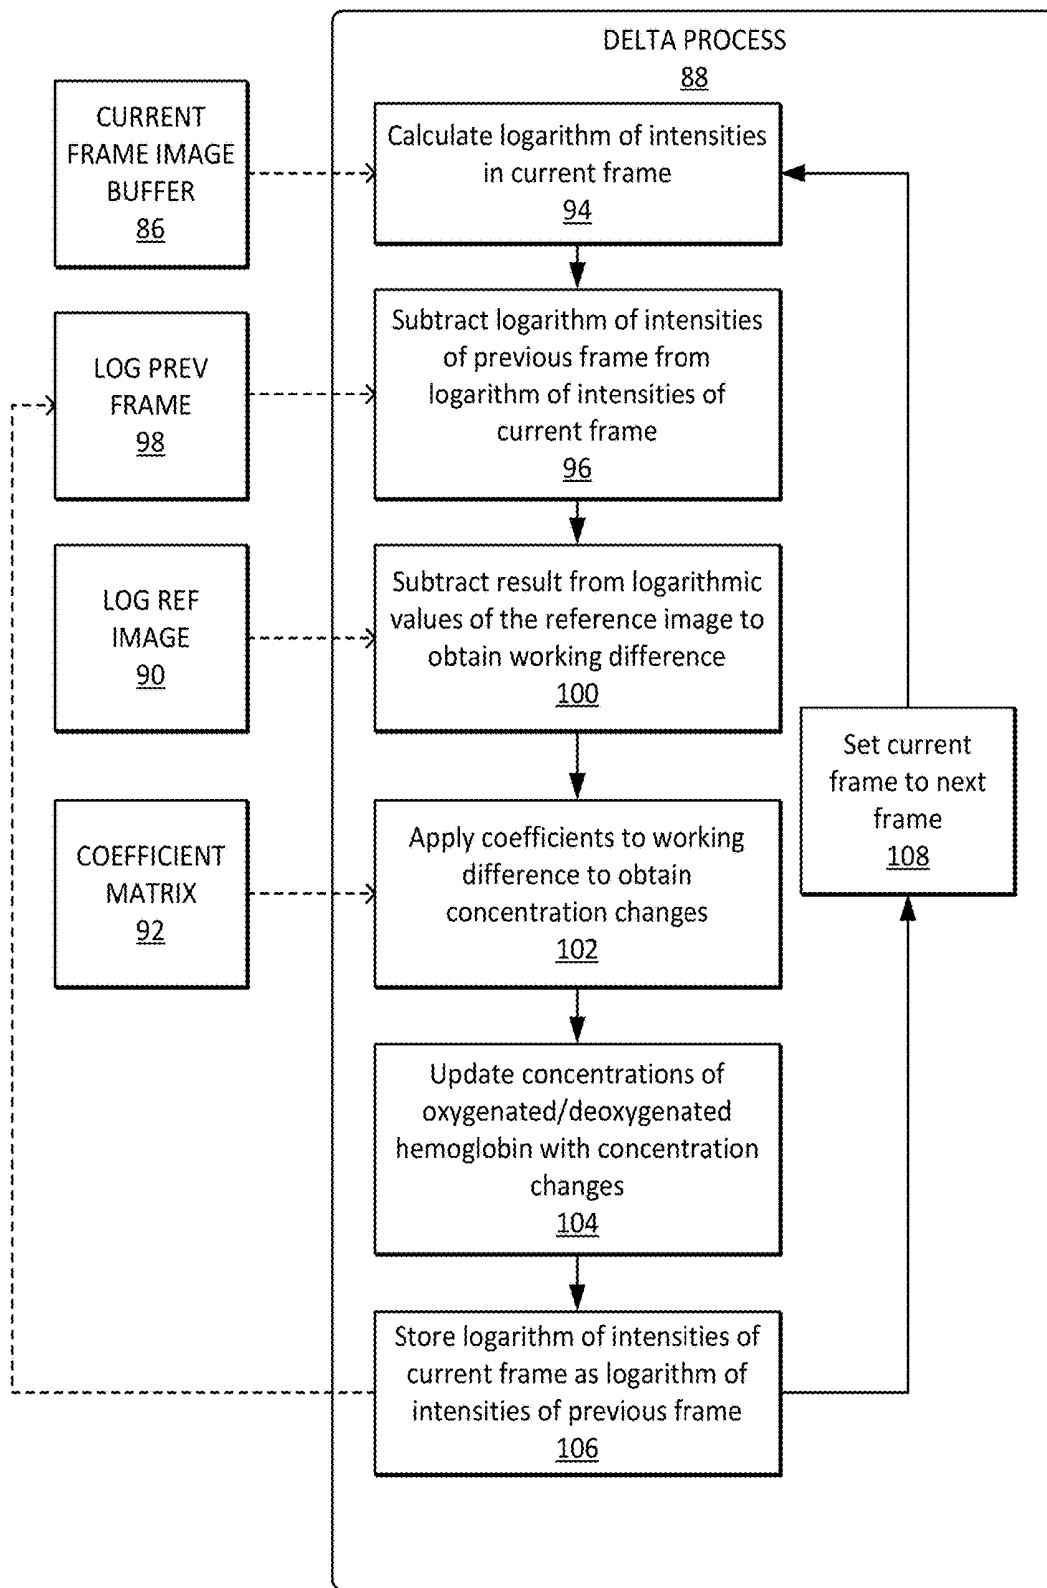 DELTA PROCESS
88
CURRENT
FRAME IMAGE
BUFFER
86
Calculate logarithm of intensities
in current frame
94
LOG PREV
FRAME
98
Subtract logarithm of intensities
of previous frame from
logarithm of intensities of
current frame
96
LOG REF
IMAGE
90
Subtract result from logarithmic
values of the reference image to
obtain working difference
100
Set current
frame to next
frame
108
COEFFICIENT
MATRIX
92
Apply coefficients to working
difference to obtain
concentration changes
102
Update concentrations of
oxygenated/deoxygenated
hemoglobin with concentration
changes
104
Store logarithm of intensities of
current frame as logarithm of
intensities of previous frame
106